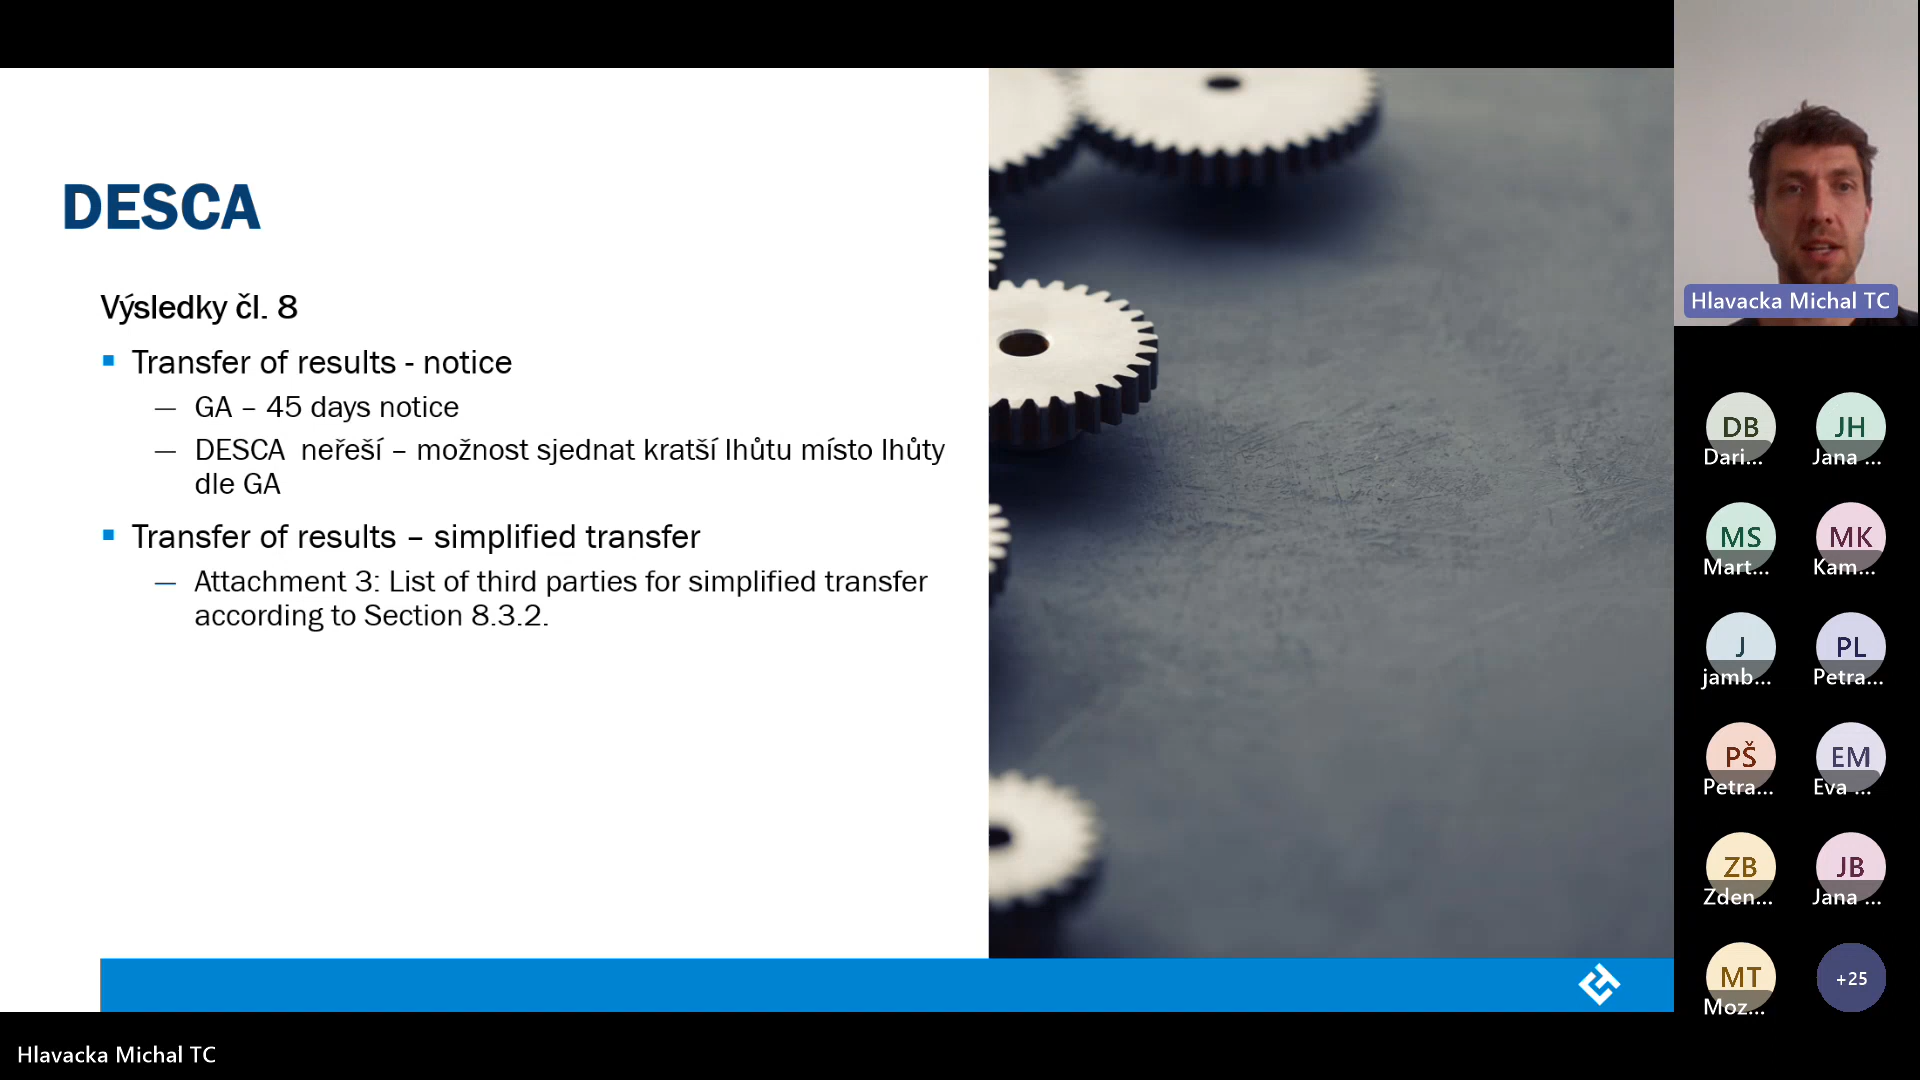 DESCA
Výsledky čl. 8
Transfer of results - notice
— GA – 45 days notice
— DESCA neřeší – možnost sjednat kratší lhůtu místo lhůty
dle GA
Transfer of results – simplified transfer
— Attachment 3: List of third parties for simplified transfer
according to Section 8.3.2.
Hlavacka Michal TC
DB
Dari...
JH
Jana ...
MS
Mart...
MK
Kam...
J
jamb...
PL
Petra...
PŠ
Petra...
EM
Eva ...
ZB
Zden...
JB
Jana ...
MT
Moz...
+25
Hlavacka Michal TC